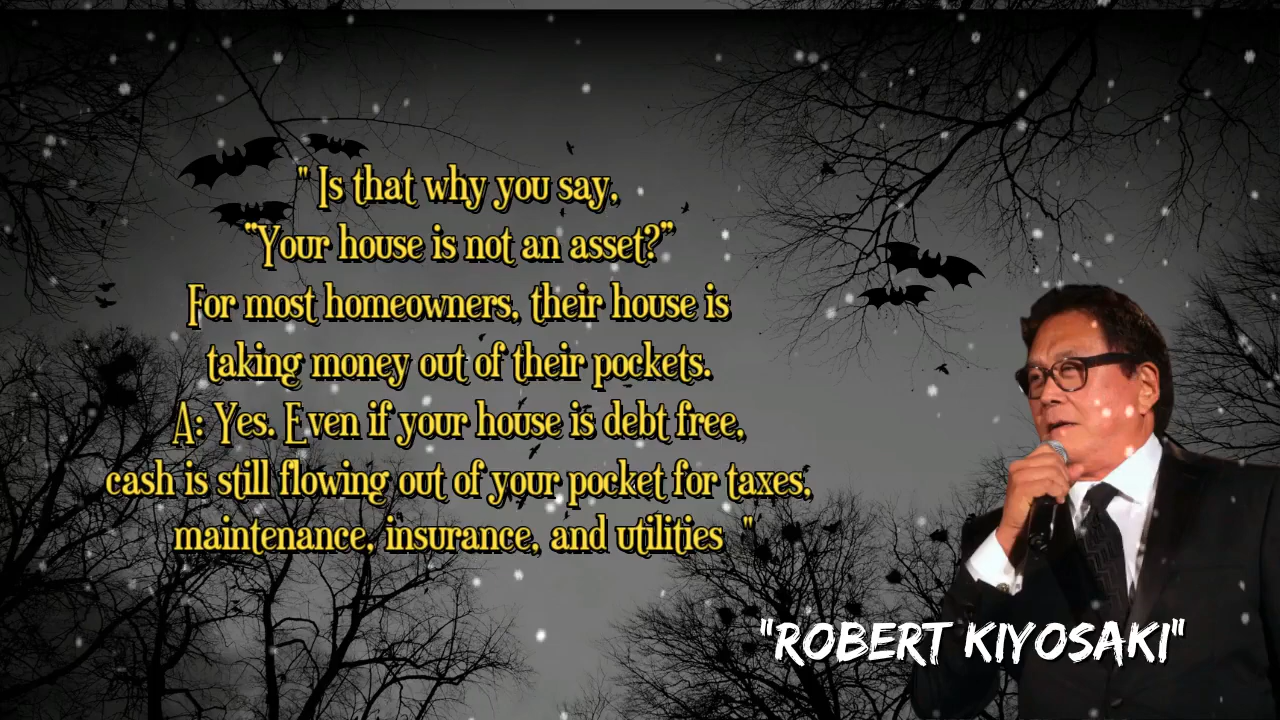 " Is that why you say,
"Your house is not an asset?"
For most homeowners, their house is
taking money out of their pockets.
A: Yes. Even if your house is debt free,
cash is still flowing out of your pocket for taxes,
maintenance, insurance, and utilities "
"ROBERT KIYOSAKI"